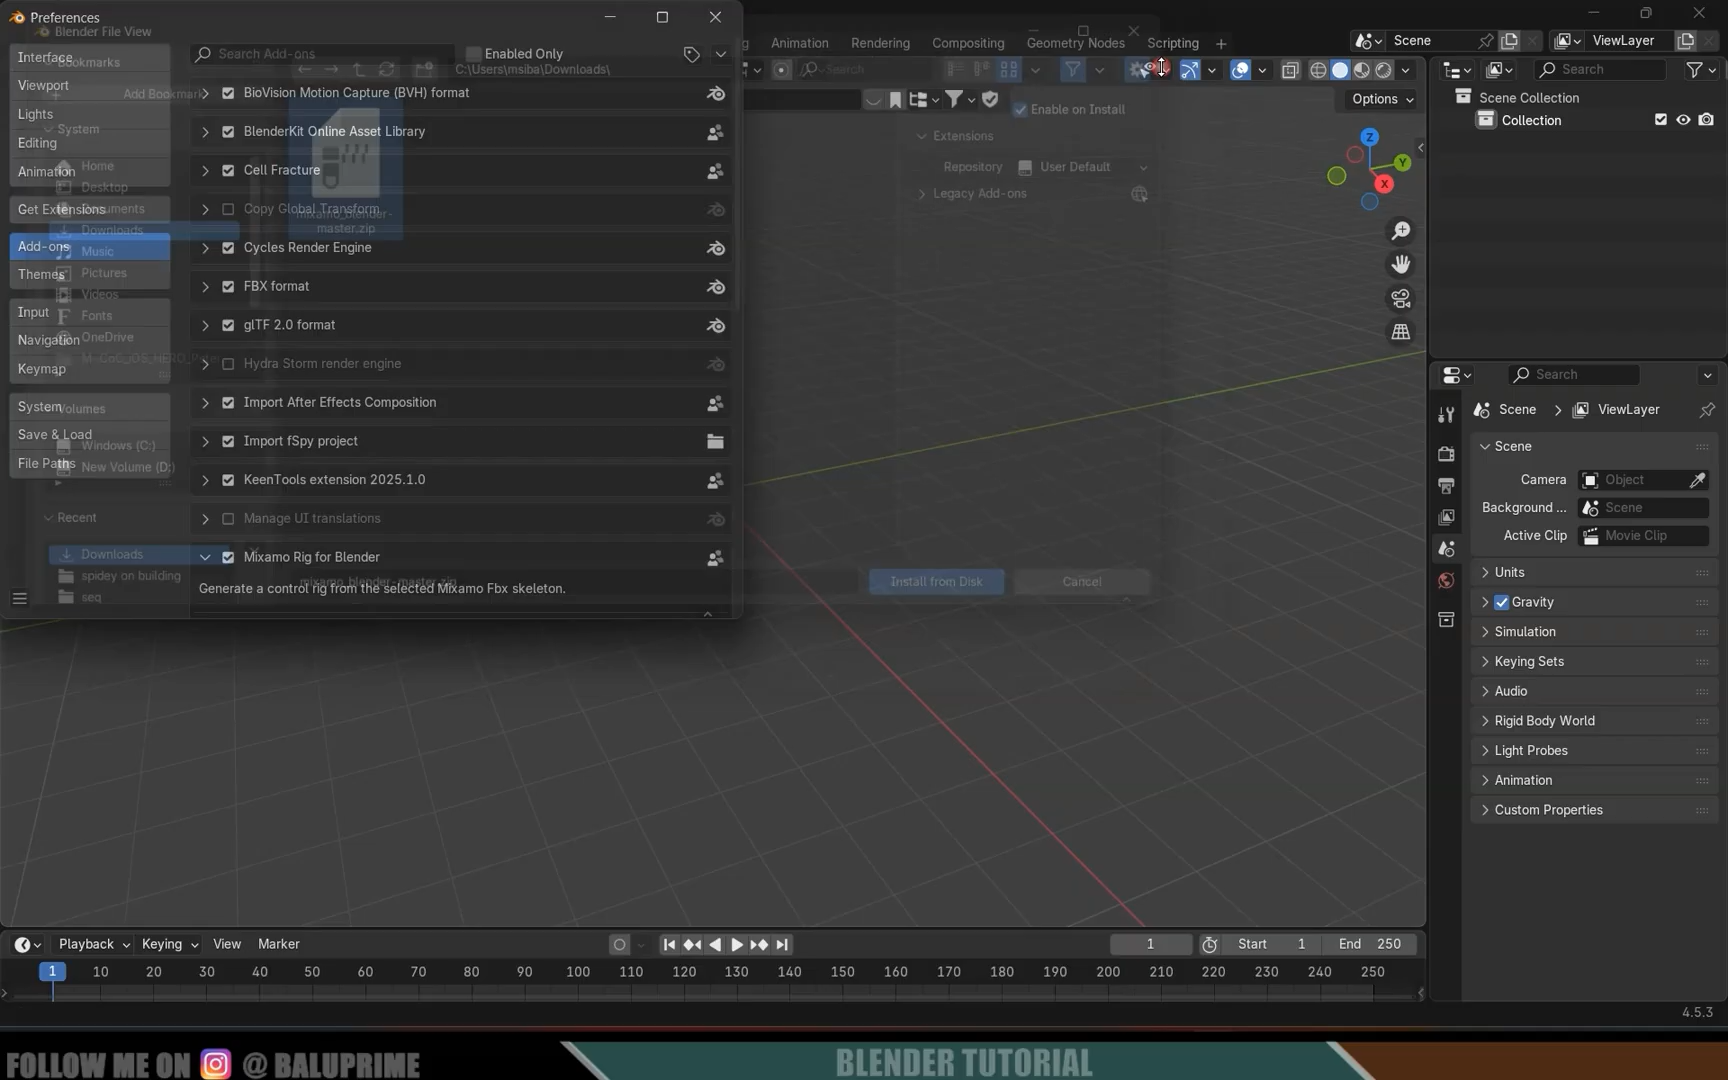 Preferences
Blender File View
Interface
Bookmarks
Viewport
Add Bookmark
Lights
System
Editing
Home
Animation
Desktop
Get Extensions
Documents
Downloads
Add-ons
Music
Themes
Pictures
Videos
Input
Fonts
Navigation
OneDrive
Keymap
System
Volumes
Save & Load
Windows (C:)
File Paths
New Volume (D:)
Recent
Downloads
spidey on building
seq
Search Add-ons
Enabled Only
C:\Users\msiba\Downloads\
BioVision Motion Capture (BVH) format
BlenderKit Online Asset Library
Cell Fracture
Copy Global Transform
mixamo_blender-
master.zip
Cycles Render Engine
FBX format
glTF 2.0 format
Hydra Storm render engine
Import After Effects Composition
Import fSpy project
KeenTools extension 2025.1.0
Manage UI translations
Mixamo Rig for Blender
mixamo_blender-master.zip
Generate a control rig from the selected Mixamo Fbx skeleton.
Animation
Rendering
Compositing
Geometry Nodes
Scripting
Search
Enable on Install
Extensions
Repository
User Default
Legacy Add-ons
Install from Disk
Cancel
Options
Z
Y
X
Scene
ViewLayer
Search
Scene Collection
Collection
Search
Scene
ViewLayer
Scene
Camera
Object
Background ...
Scene
Active Clip
Movie Clip
Units
Gravity
Simulation
Keying Sets
Audio
Rigid Body World
Light Probes
Animation
Custom Properties
Playback
Keying
View
Marker
1
Start 1
End 250
1 10 20 30 40 50 60 70 80 90 100 110 120 130 140 150 160 170 180 190 200 210 220 230 240 250
4.5.3
FOLLOW ME ON @ BALUPRIME
BLENDER TUTORIAL